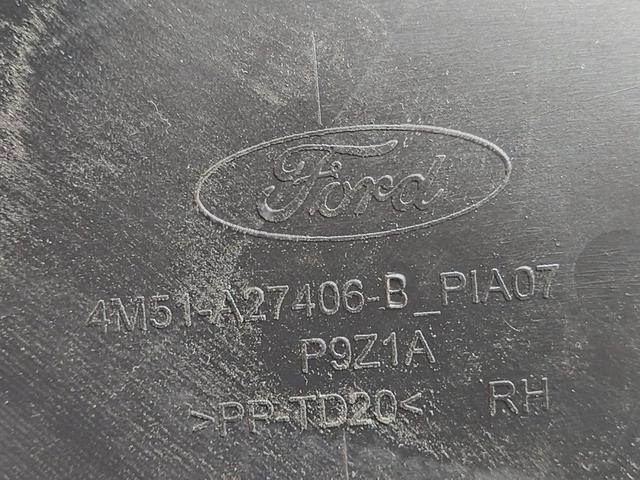 Ford
4M51-A27406-B_PIA07
P9Z1A
>PP-TD20< RH